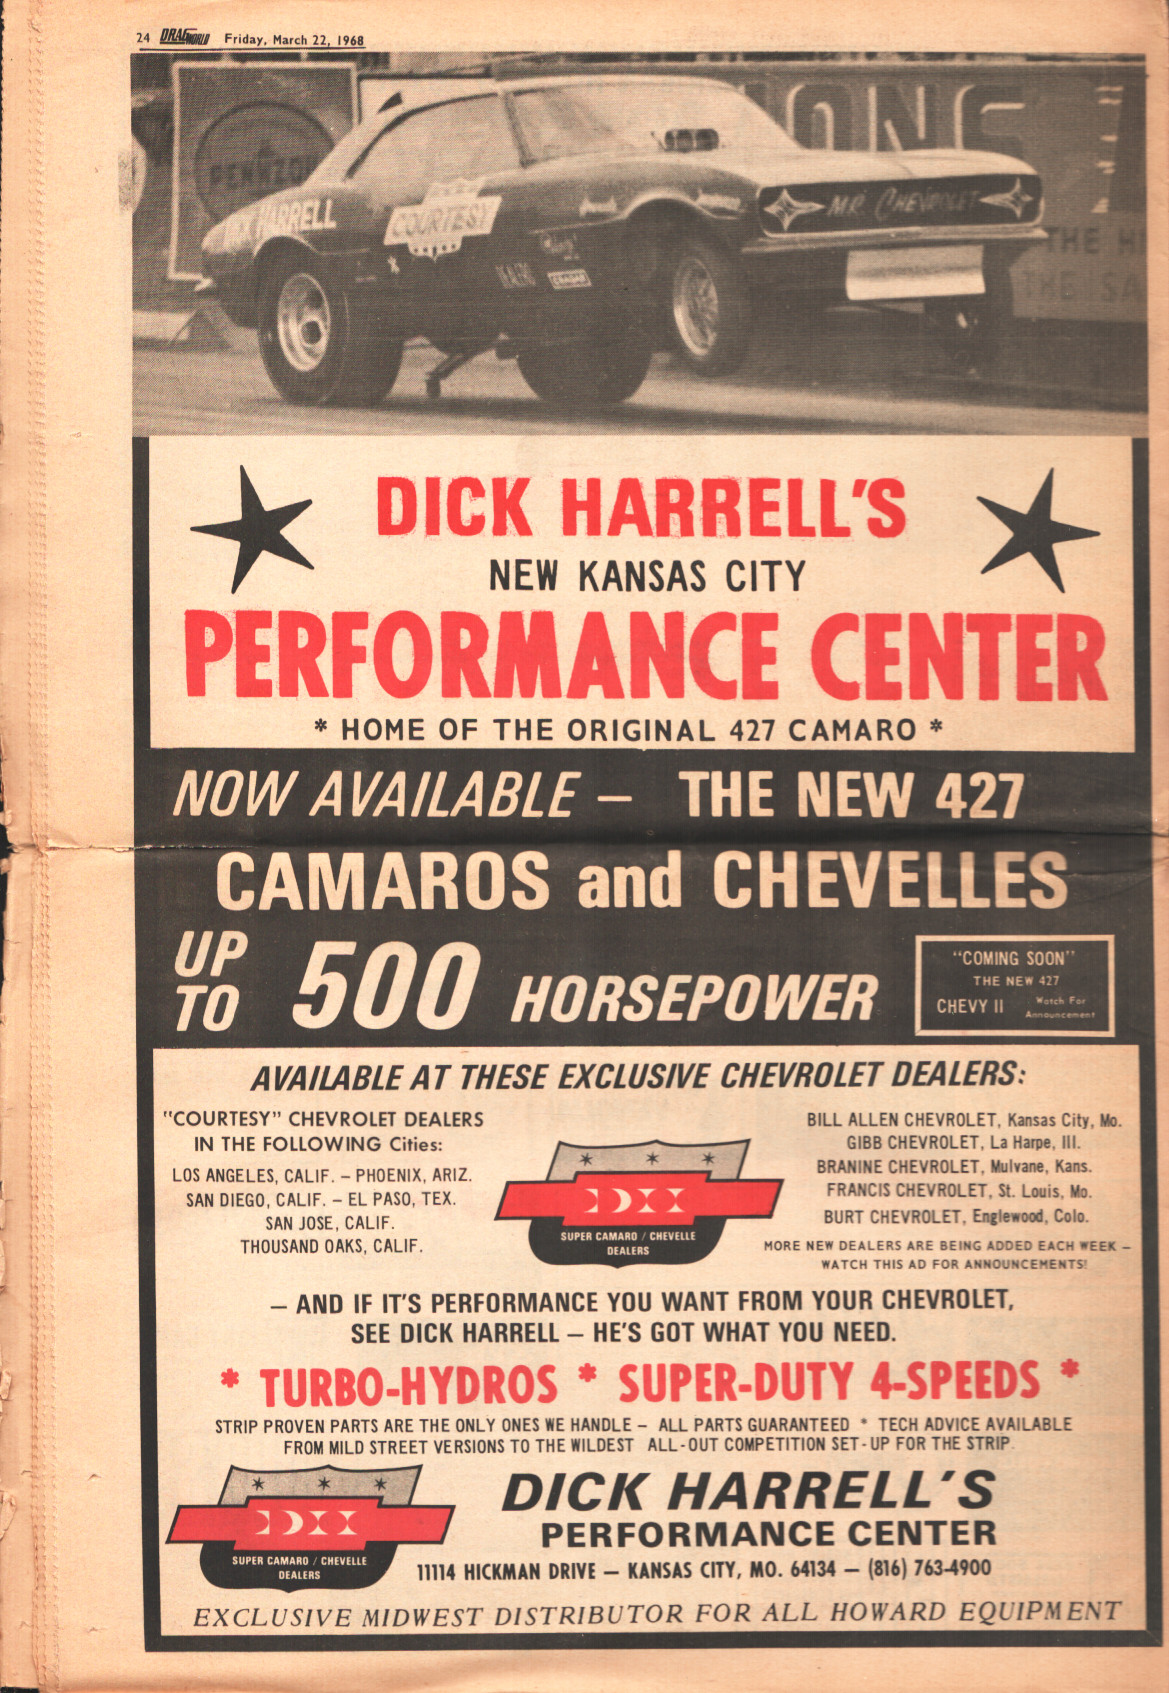 24 DRAG WORLD Friday, March 22, 1968
PENNZO
ONS
THE H
THE SA
DICK HARRELL
COURTESY
MR. CHEVROLET
DICK HARRELL'S
NEW KANSAS CITY
PERFORMANCE CENTER
* HOME OF THE ORIGINAL 427 CAMARO *
NOW AVAILABLE – THE NEW 427
CAMAROS and CHEVELLES
UP TO 500 HORSEPOWER
"COMING SOON"
THE NEW 427
CHEVY II Watch For Announcement
AVAILABLE AT THESE EXCLUSIVE CHEVROLET DEALERS:
"COURTESY" CHEVROLET DEALERS
IN THE FOLLOWING Cities:
LOS ANGELES, CALIF. – PHOENIX, ARIZ.
SAN DIEGO, CALIF. – EL PASO, TEX.
SAN JOSE, CALIF.
THOUSAND OAKS, CALIF.
SUPER CAMARO / CHEVELLE
DEALERS
BILL ALLEN CHEVROLET, Kansas City, Mo.
GIBB CHEVROLET, La Harpe, Ill.
BRANINE CHEVROLET, Mulvane, Kans.
FRANCIS CHEVROLET, St. Louis, Mo.
BURT CHEVROLET, Englewood, Colo.
MORE NEW DEALERS ARE BEING ADDED EACH WEEK –
WATCH THIS AD FOR ANNOUNCEMENTS!
– AND IF IT'S PERFORMANCE YOU WANT FROM YOUR CHEVROLET,
SEE DICK HARRELL – HE'S GOT WHAT YOU NEED.
* TURBO-HYDROS * SUPER-DUTY 4-SPEEDS *
STRIP PROVEN PARTS ARE THE ONLY ONES WE HANDLE – ALL PARTS GUARANTEED * TECH ADVICE AVAILABLE
FROM MILD STREET VERSIONS TO THE WILDEST ALL-OUT COMPETITION SET-UP FOR THE STRIP.
SUPER CAMARO / CHEVELLE
DEALERS
DICK HARRELL'S
PERFORMANCE CENTER
11114 HICKMAN DRIVE – KANSAS CITY, MO. 64134 – (816) 763-4900
EXCLUSIVE MIDWEST DISTRIBUTOR FOR ALL HOWARD EQUIPMENT